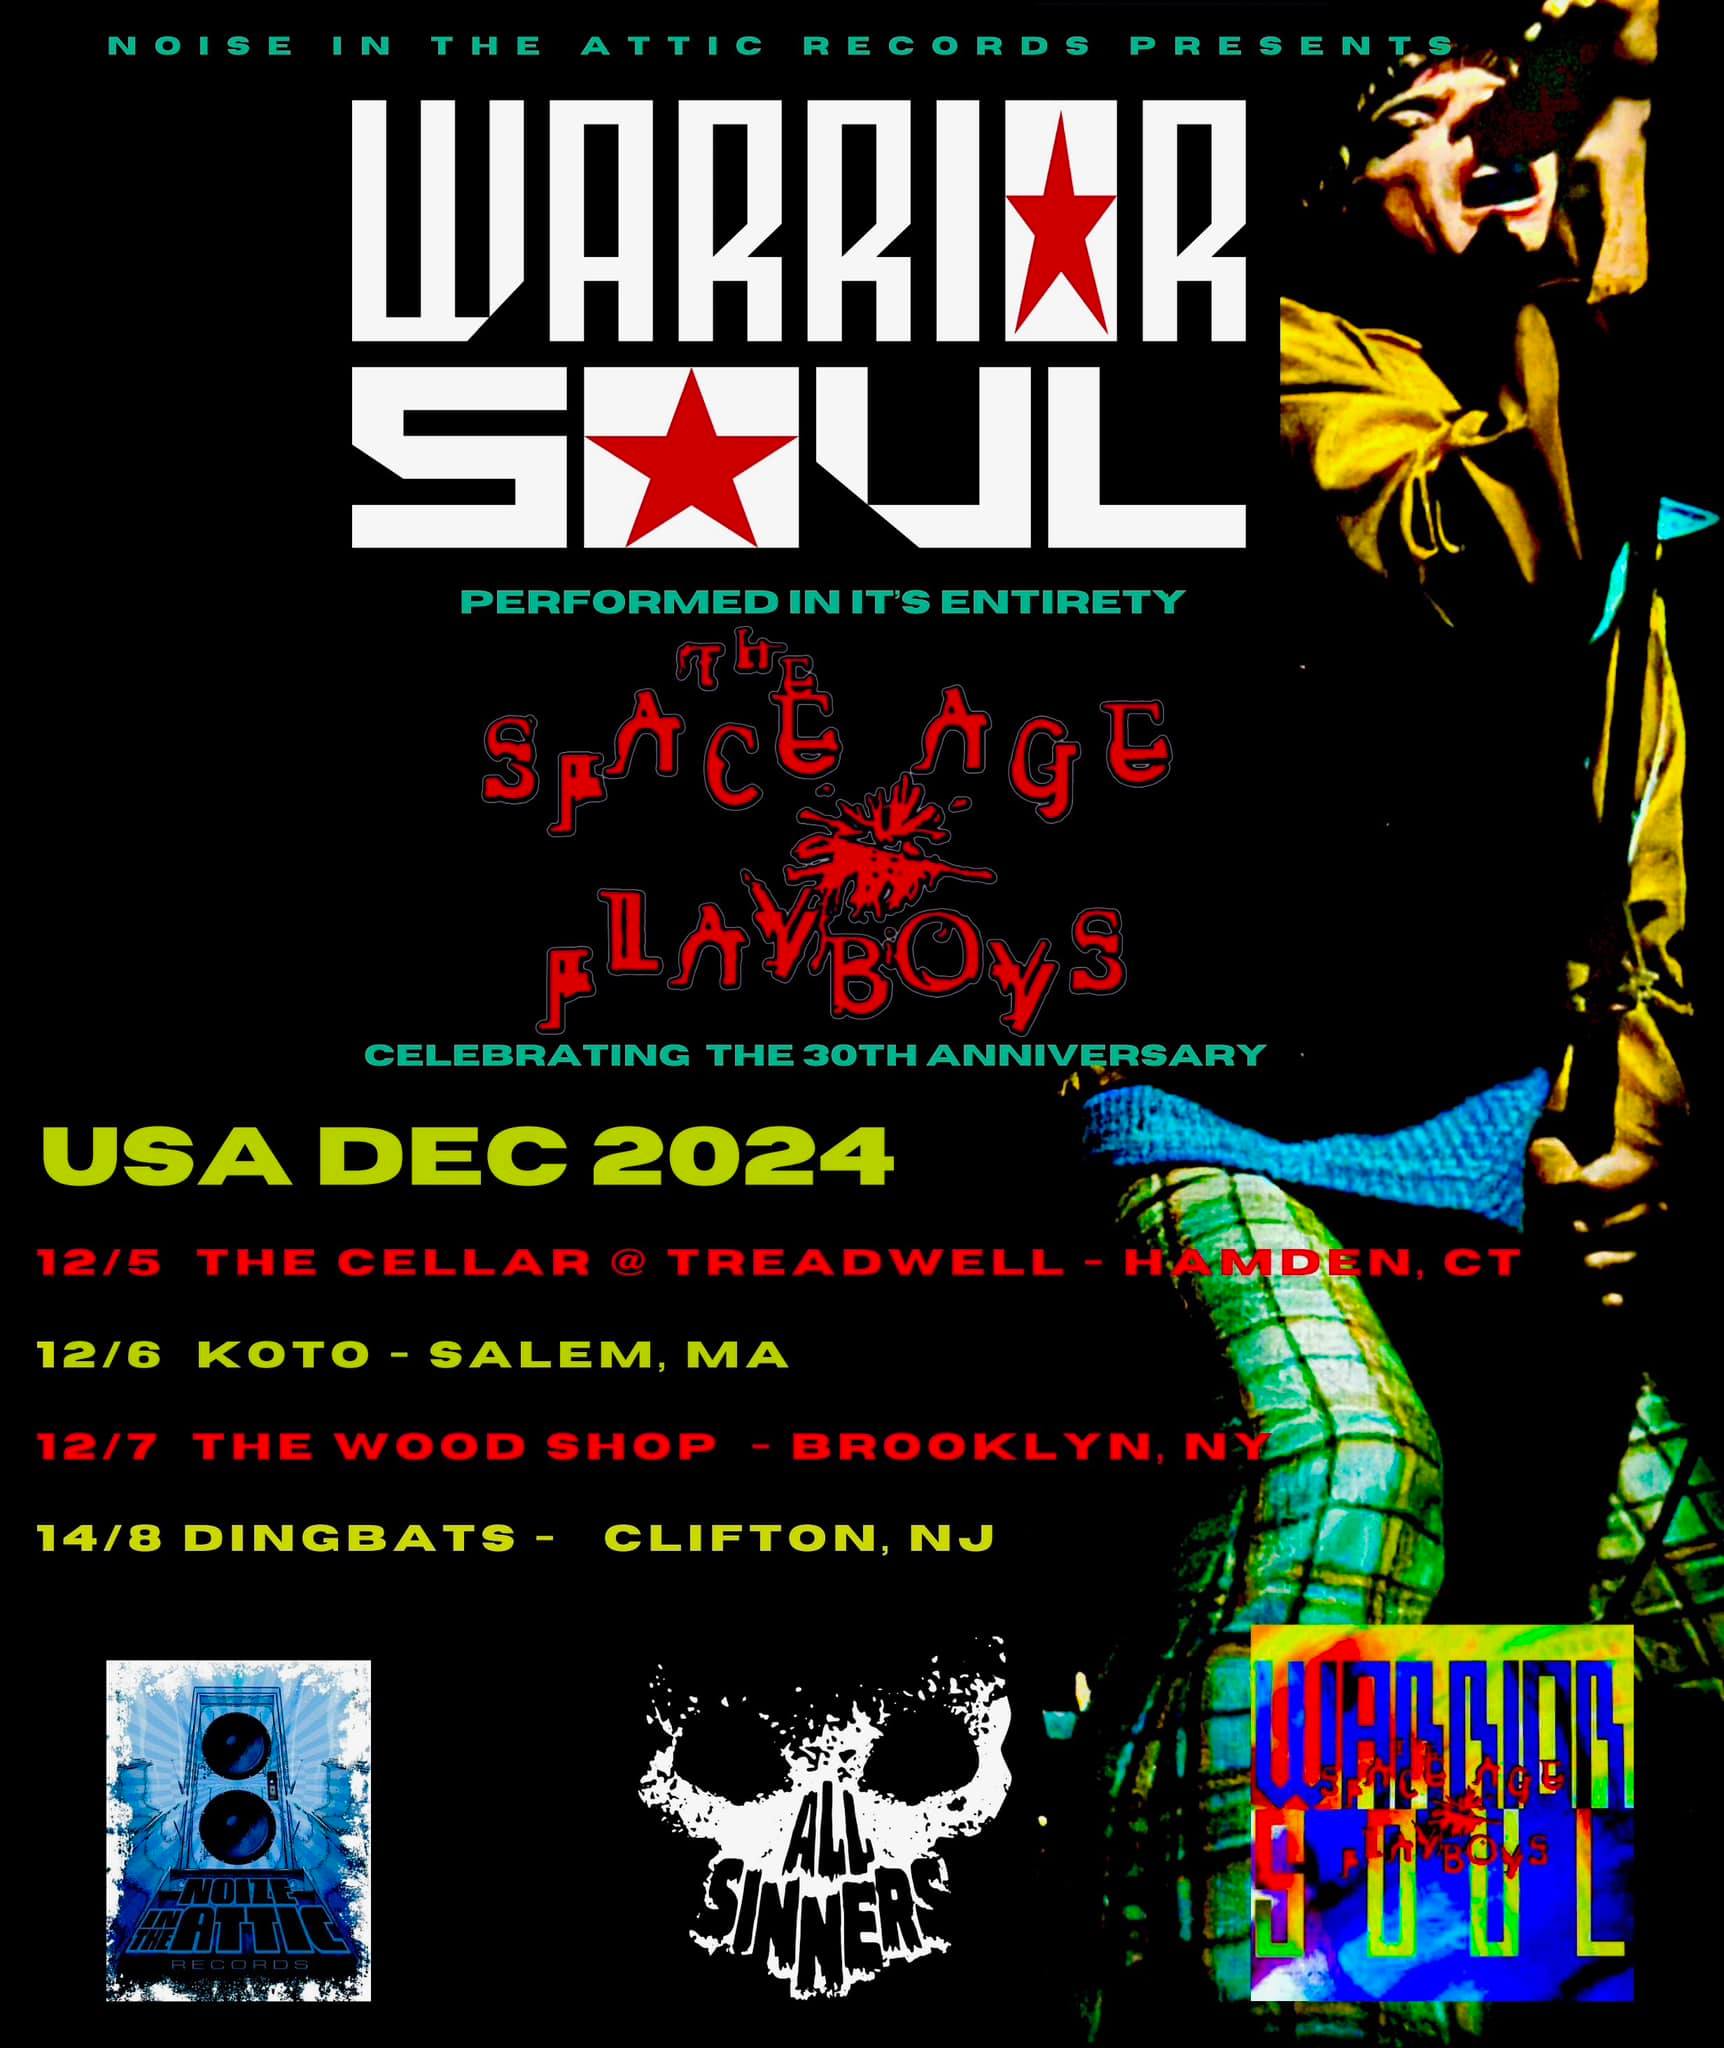 NOISE IN THE ATTIC RECORDS PRESENTS
WARRIOR
SOUL
PERFORMED IN IT'S ENTIRETY
THE
SPACE AGE
PLAYBOYS
CELEBRATING THE 30TH ANNIVERSARY
USA DEC 2024
12/5 THE CELLAR @ TREADWELL - HAMDEN, CT
12/6 KOTO - SALEM, MA
12/7 THE WOOD SHOP - BROOKLYN, NY
14/8 DINGBATS - CLIFTON, NJ
NOIZE
IN THE ATTIC
RECORDS
ALL
SINNERS
WARRIOR
SPACE AGE
PLAYBOYS
SOUL